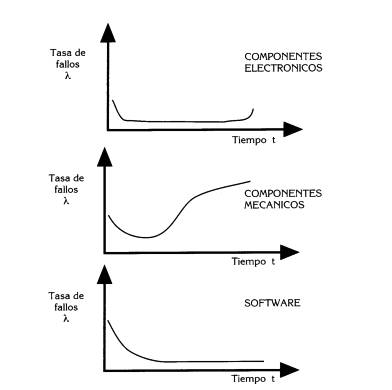 Tasa de
fallos
λ
COMPONENTES
ELECTRONICOS
Tiempo t
Tasa de
fallos
λ
COMPONENTES
MECANICOS
Tiempo t
Tasa de
fallos
λ
SOFTWARE
Tiempo t